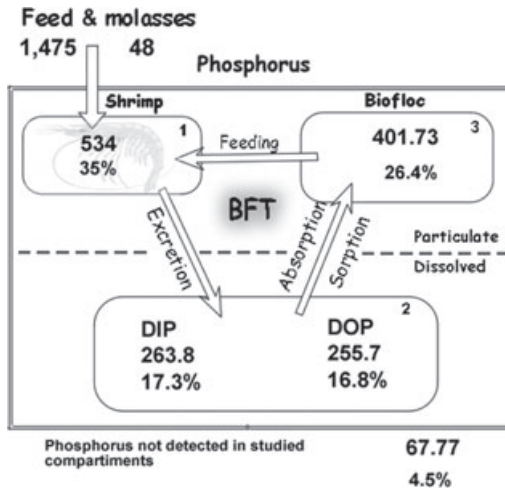 Feed & molasses
1,475 48
Phosphorus
Shrimp
Biofloc
1
534
35%
Feeding
3
401.73
26.4%
BFT
Excretion
Absorption
Sorption
Particulate
Dissolved
2
DIP
263.8
17.3%
DOP
255.7
16.8%
Phosphorus not detected in studied
compartiments
67.77
4.5%